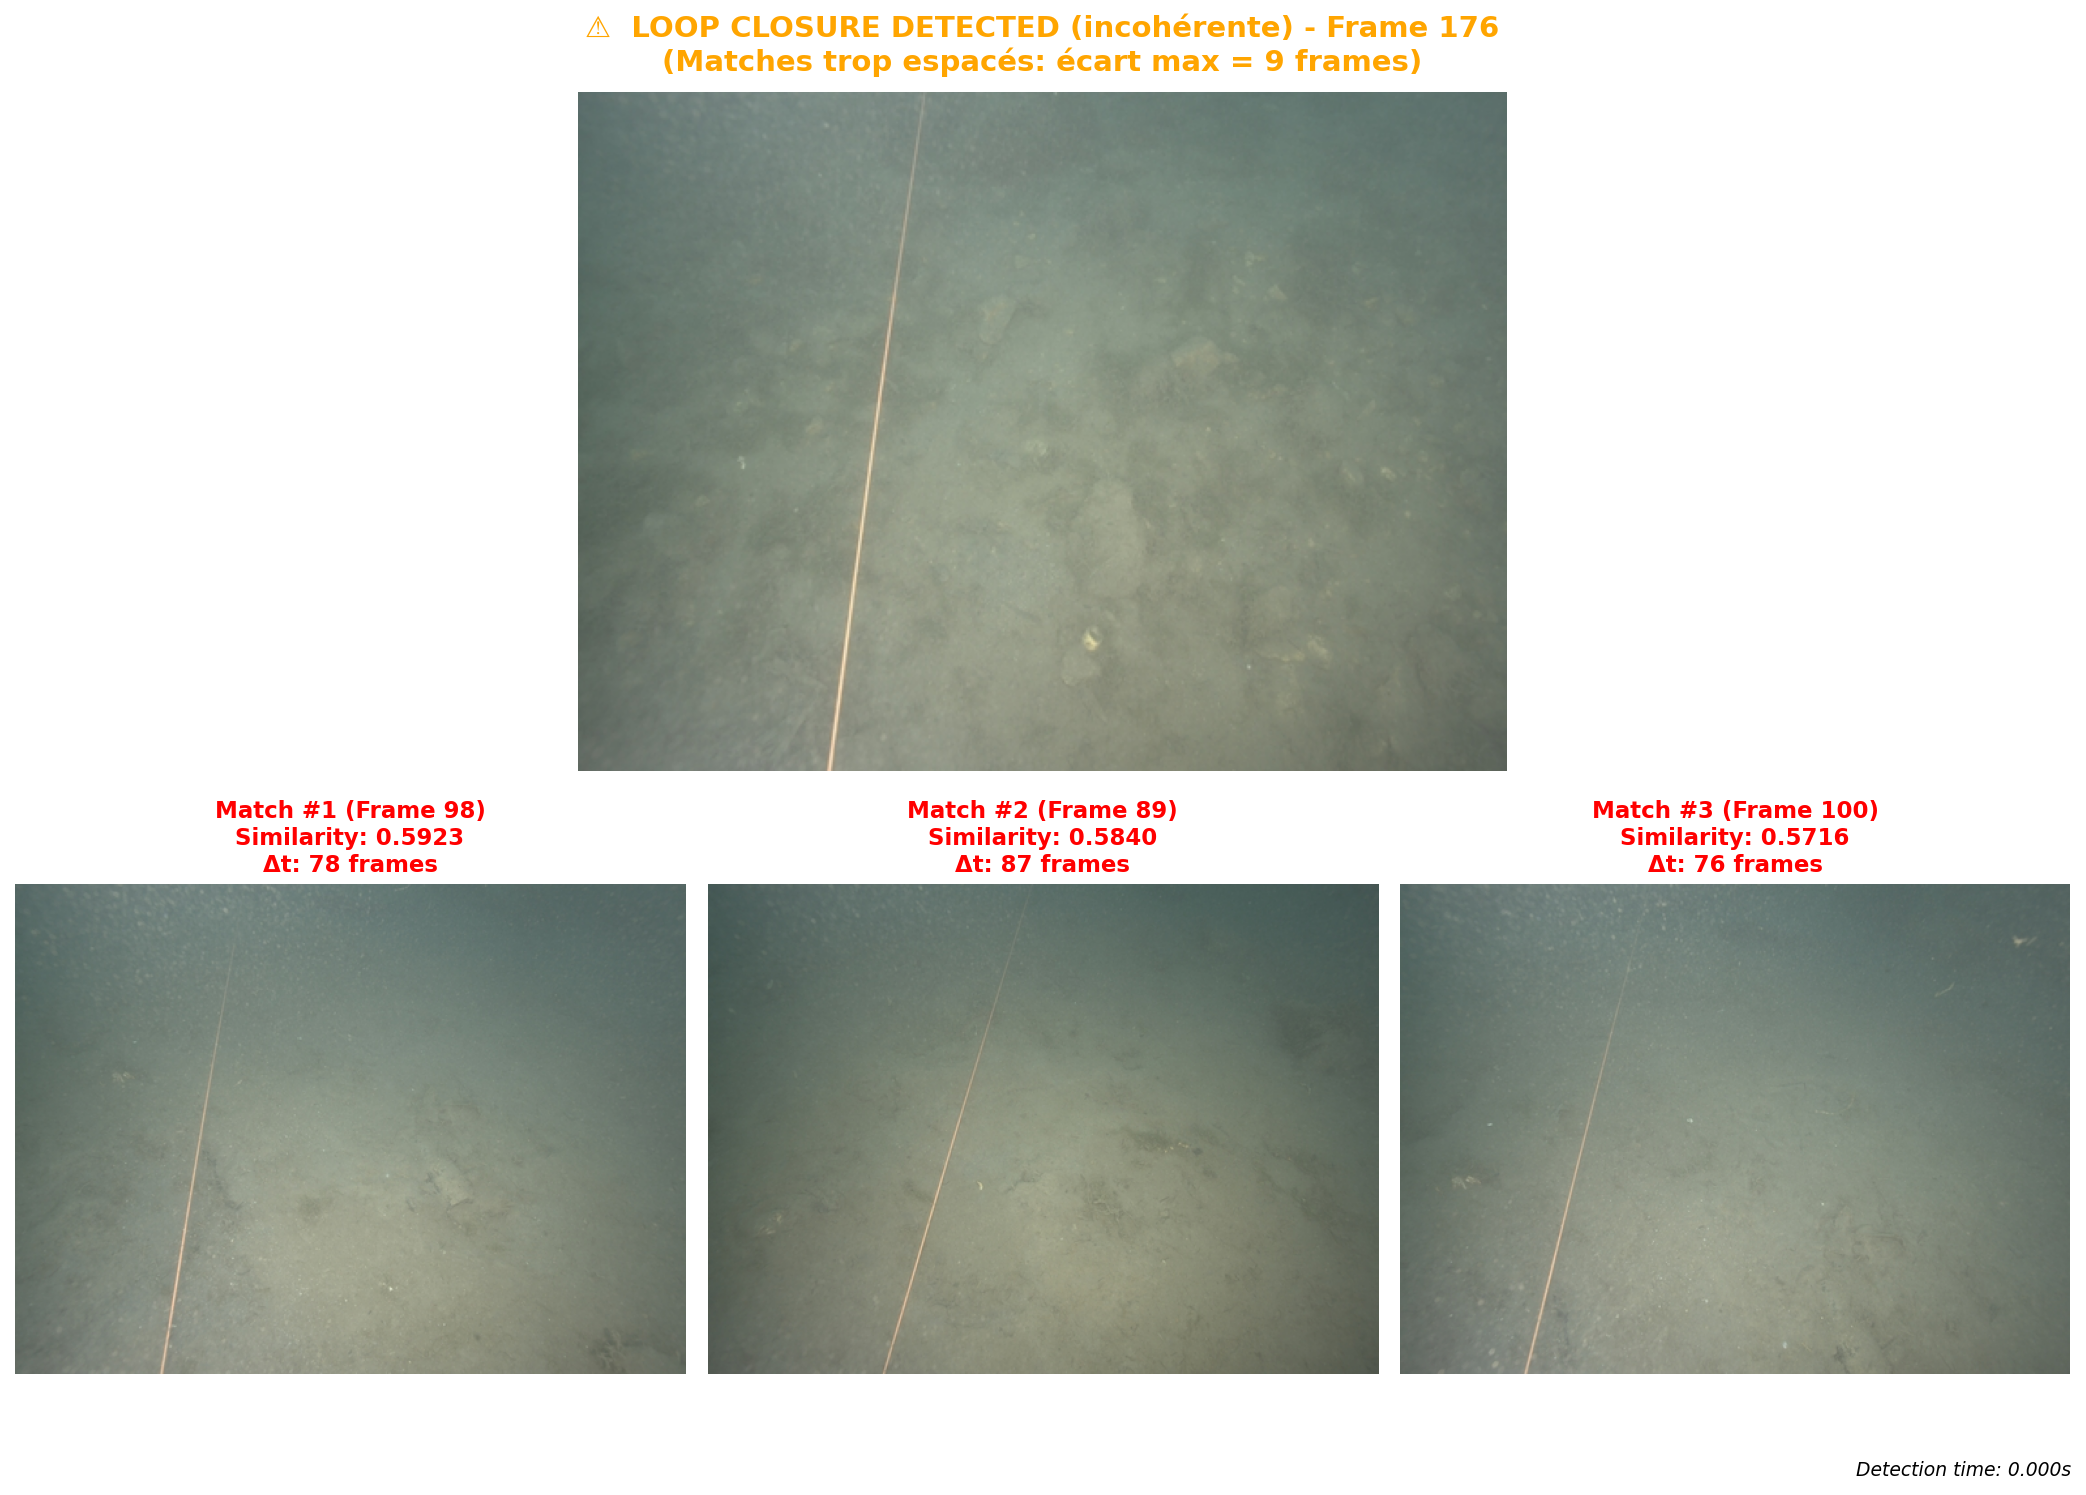 ⚠ LOOP CLOSURE DETECTED (incohérente) - Frame 176
(Matches trop espacés: écart max = 9 frames)
Match #1 (Frame 98)
Similarity: 0.5923
Δt: 78 frames
Match #2 (Frame 89)
Similarity: 0.5840
Δt: 87 frames
Match #3 (Frame 100)
Similarity: 0.5716
Δt: 76 frames
Detection time: 0.000s